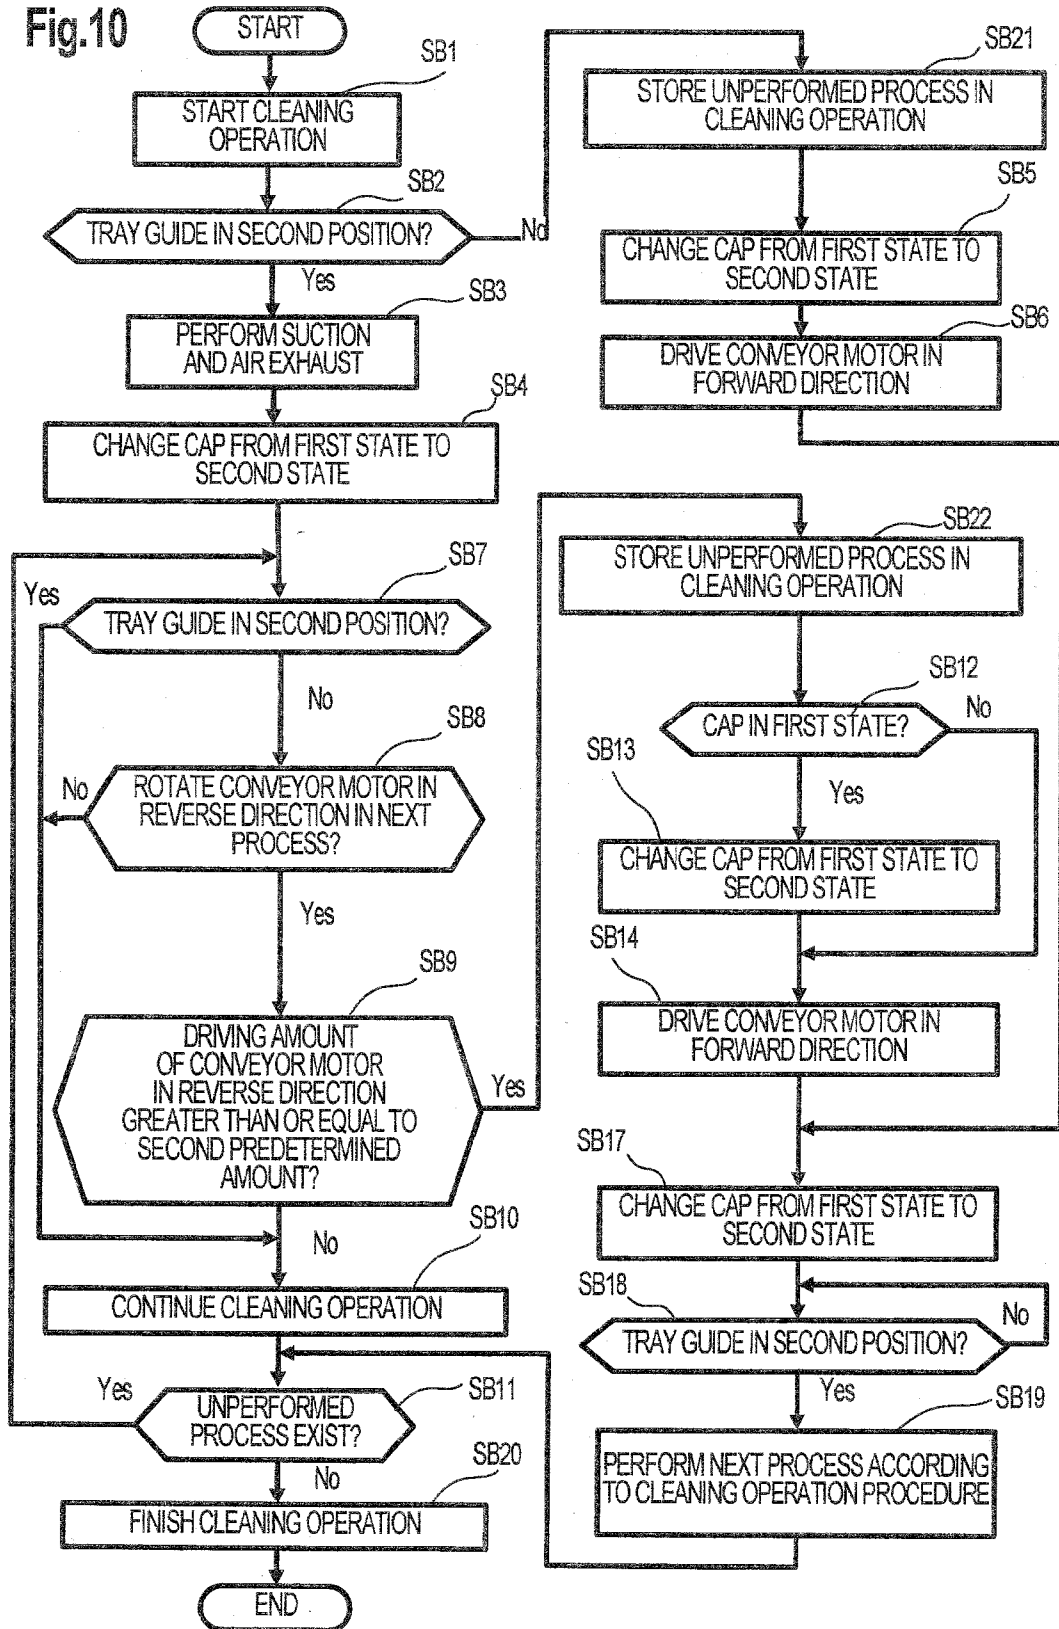 Fig.10
START
SB1
START CLEANING
OPERATION
SB2
TRAY GUIDE IN SECOND POSITION?
No
Yes
SB3
PERFORM SUCTION
AND AIR EXHAUST
SB4
CHANGE CAP FROM FIRST STATE TO
SECOND STATE
SB7
Yes
TRAY GUIDE IN SECOND POSITION?
No
SB8
No
ROTATE CONVEYOR MOTOR IN
REVERSE DIRECTION IN NEXT
PROCESS?
Yes
SB9
DRIVING AMOUNT
OF CONVEYOR MOTOR
IN REVERSE DIRECTION
GREATER THAN OR EQUAL TO
SECOND PREDETERMINED
AMOUNT?
Yes
No
SB10
CONTINUE CLEANING OPERATION
Yes
SB11
UNPERFORMED
PROCESS EXIST?
No
SB20
FINISH CLEANING OPERATION
END
SB21
STORE UNPERFORMED PROCESS IN
CLEANING OPERATION
SB5
CHANGE CAP FROM FIRST STATE TO
SECOND STATE
SB6
DRIVE CONVEYOR MOTOR IN
FORWARD DIRECTION
SB22
STORE UNPERFORMED PROCESS IN
CLEANING OPERATION
SB12
CAP IN FIRST STATE?
No
SB13
Yes
CHANGE CAP FROM FIRST STATE TO
SECOND STATE
SB14
DRIVE CONVEYOR MOTOR IN
FORWARD DIRECTION
SB17
CHANGE CAP FROM FIRST STATE TO
SECOND STATE
SB18
No
TRAY GUIDE IN SECOND POSITION?
Yes
SB19
PERFORM NEXT PROCESS ACCORDING
TO CLEANING OPERATION PROCEDURE